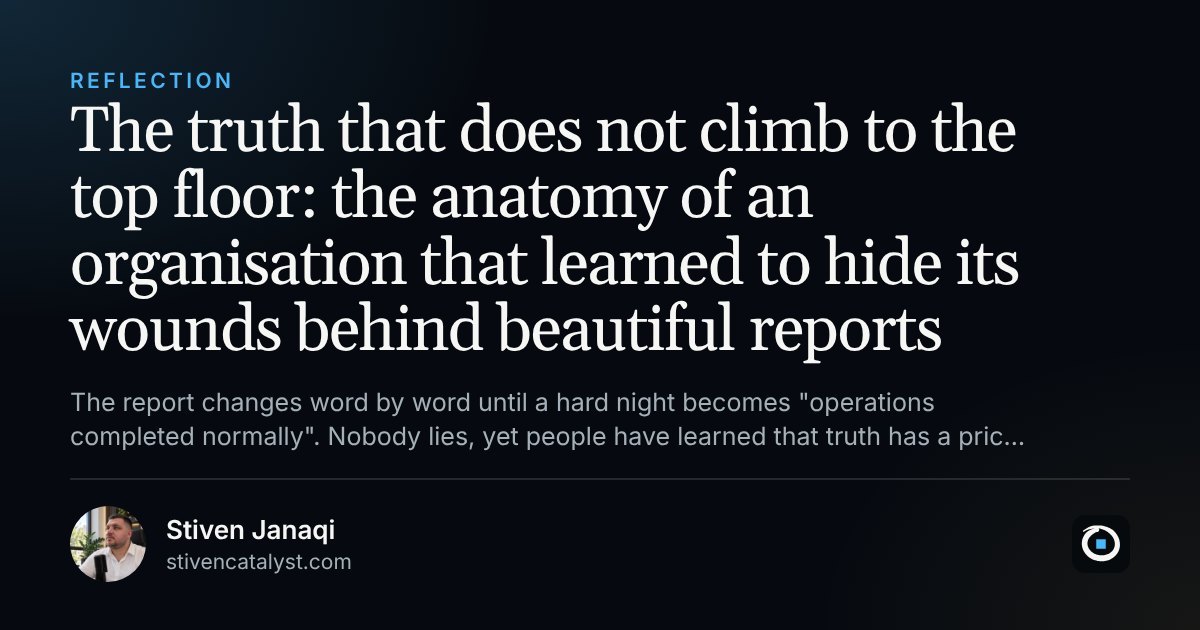 REFLECTION
The truth that does not climb to the
top floor: the anatomy of an
organisation that learned to hide its
wounds behind beautiful reports
The report changes word by word until a hard night becomes "operations
completed normally". Nobody lies, yet people have learned that truth has a pric...
Stiven Janaqi
stivencatalyst.com